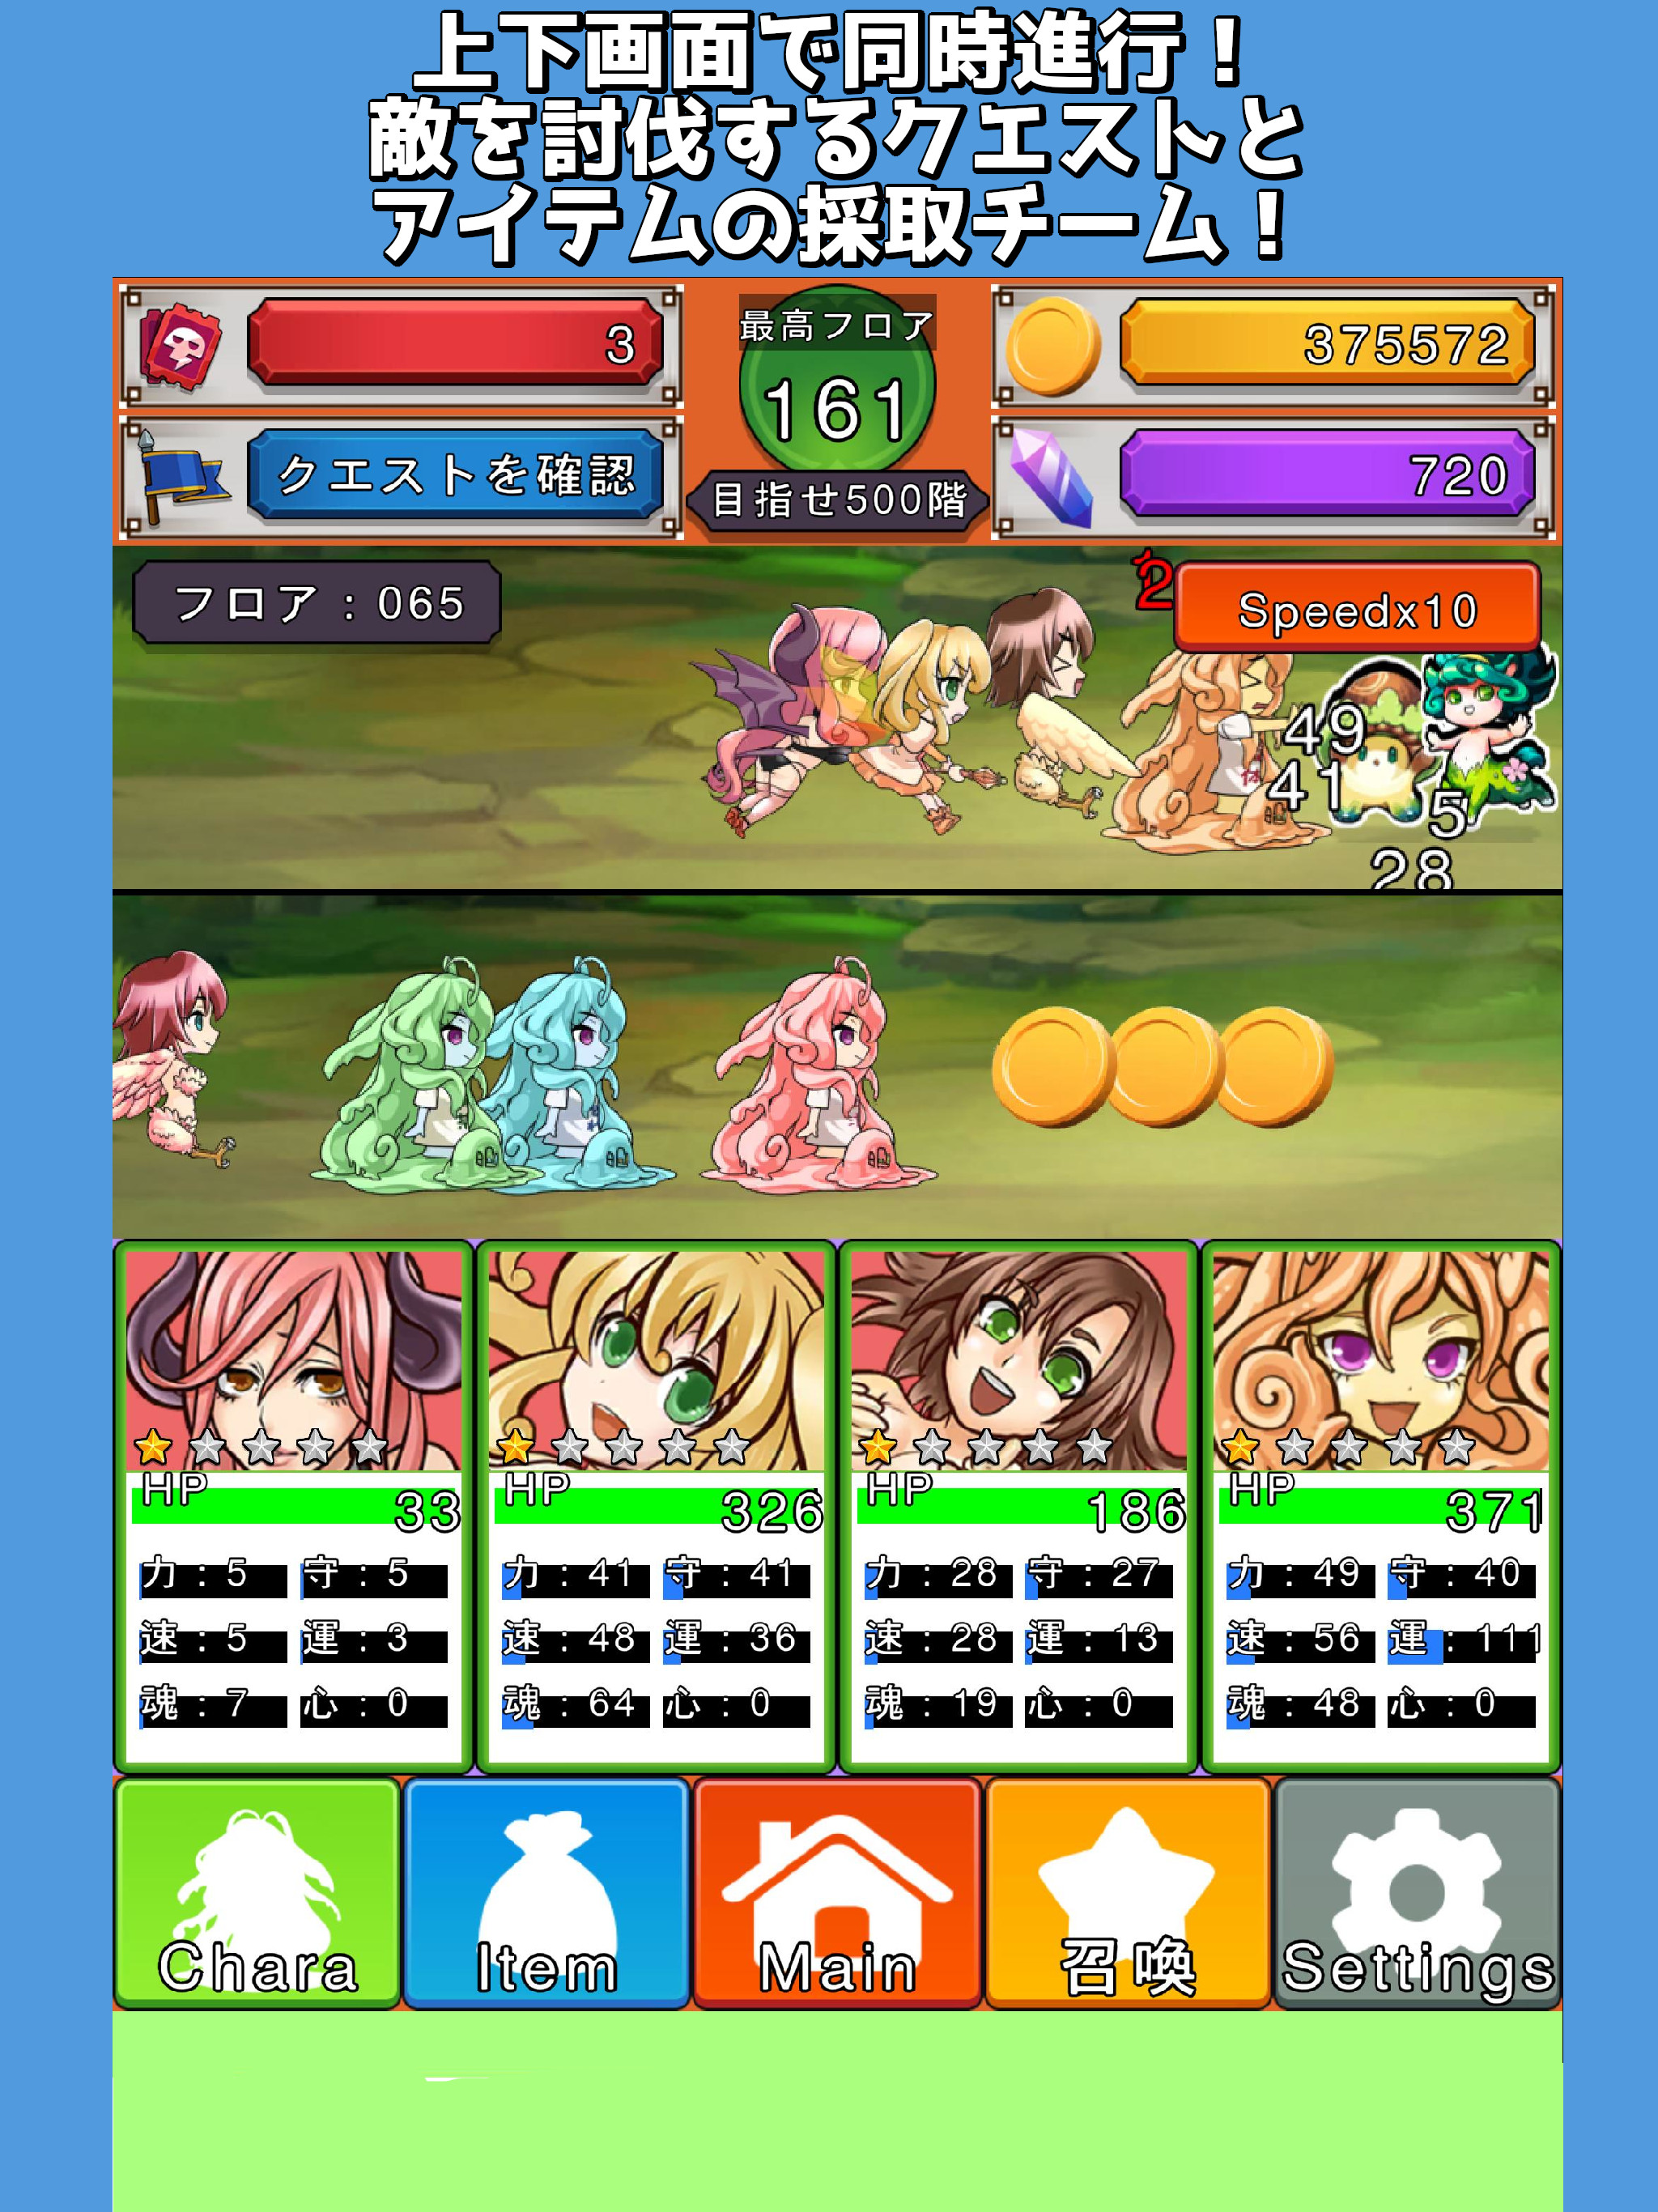 上下画面で同時進行！
敵を討伐するクエストと
アイテムの採取チーム！
3
最高フロア
161
375572
クエストを確認
目指せ500階
720
フロア：065
2
Speedx10
49
41
5
28
HP
33
力：5 守：5
速：5 運：3
魂：7 心：0
HP
326
力：41 守：41
速：48 運：36
魂：64 心：0
HP
186
力：28 守：27
速：28 運：13
魂：19 心：0
HP
371
力：49 守：40
速：56 運：111
魂：48 心：0
Chara
Item
Main
召喚
Settings